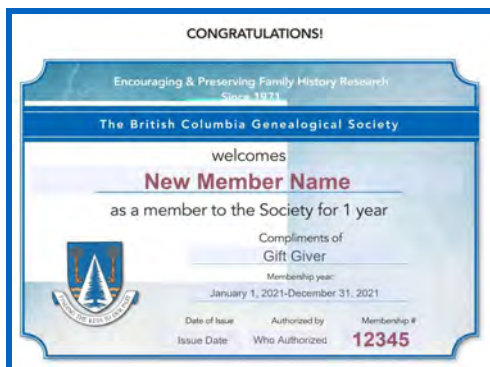 CONGRATULATIONS!
Encouraging & Preserving Family History Research
Since 1971
The British Columbia Genealogical Society
welcomes
New Member Name
as a member to the Society for 1 year
Compliments of
Gift Giver
Membership year:
January 1, 2021-December 31, 2021
Date of Issue Authorized by Membership #
Issue Date Who Authorized 12345